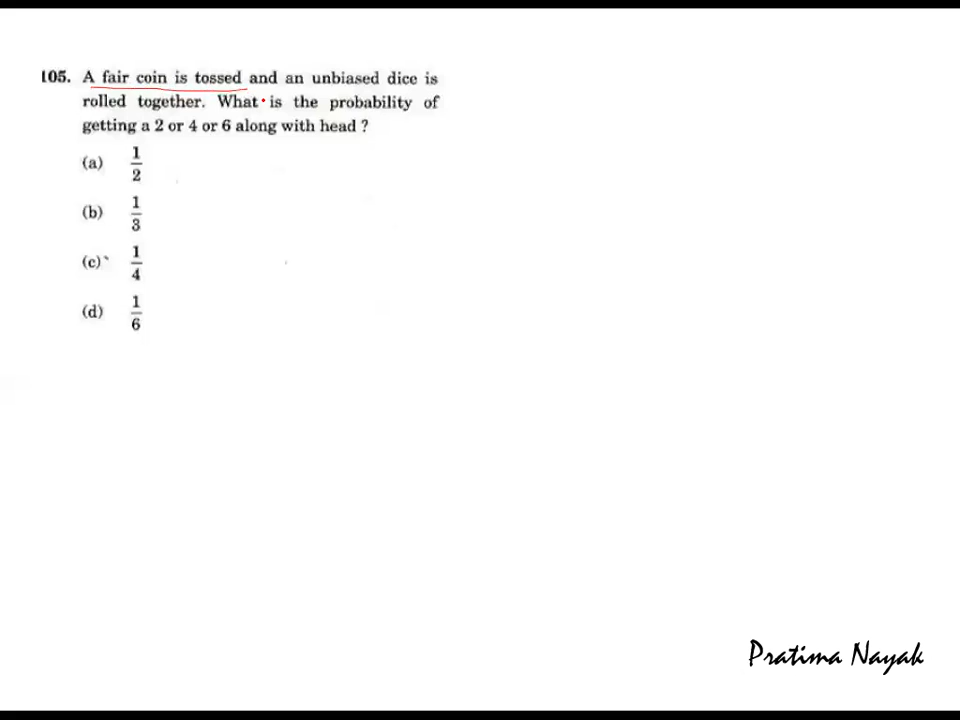 105. A fair coin is tossed and an unbiased dice is
rolled together. What is the probability of
getting a 2 or 4 or 6 along with head ?
(a) 1/2
(b) 1/3
(c) 1/4
(d) 1/6
Pratima Nayak